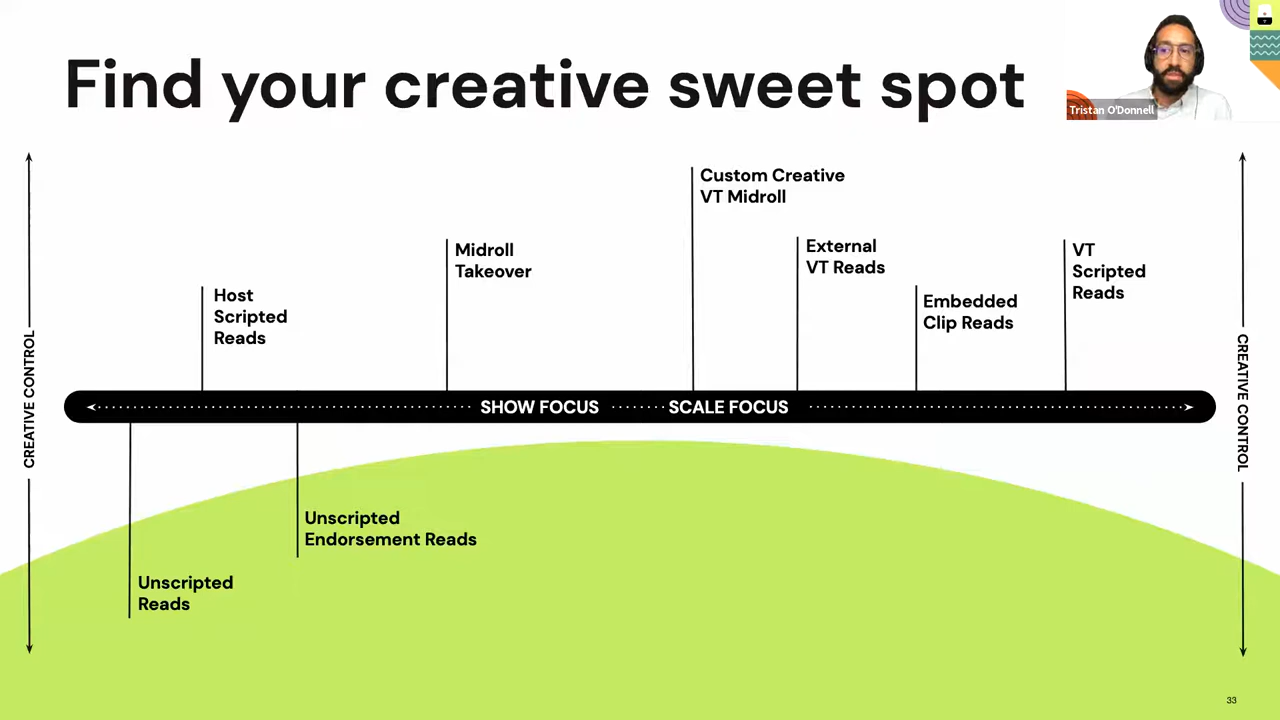 Find your creative sweet spot
Tristan O'Donnell
Custom Creative
VT Midroll
Midroll
Takeover
External
VT Reads
VT
Scripted
Reads
Host
Scripted
Reads
Embedded
Clip Reads
CREATIVE CONTROL
CREATIVE CONTROL
SHOW FOCUS
SCALE FOCUS
Unscripted
Endorsement Reads
Unscripted
Reads
33